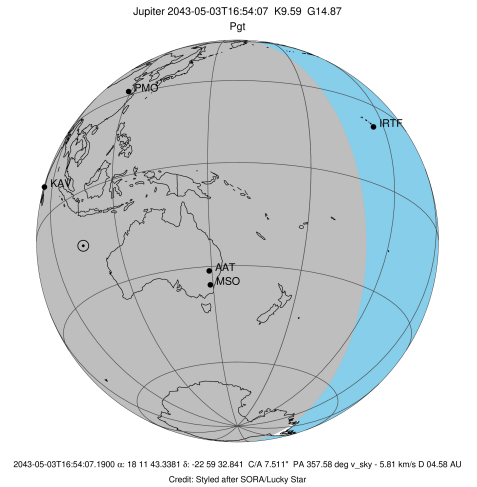 Jupiter 2043-05-03T16:54:07  K9.59  G14.87
Pgt
PMO
IRTF
KAV
AAT
MSO
2043-05-03T16:54:07.1900 α: 18 11 43.3381 δ: -22 59 32.841  C/A 7.511"  PA 357.58 deg v_sky - 5.81 km/s D 04.58 AU
Credit: Styled after SORA/Lucky Star